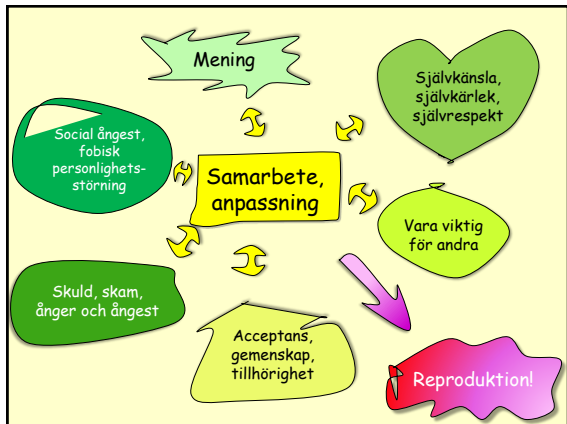 Mening
Självkänsla,
självkärlek,
självrespekt
Social ångest,
fobisk
personlighets-
störning
Samarbete,
anpassning
Vara viktig
för andra
Skuld, skam,
ånger och ångest
Acceptans,
gemenskap,
tillhörighet
Reproduktion!